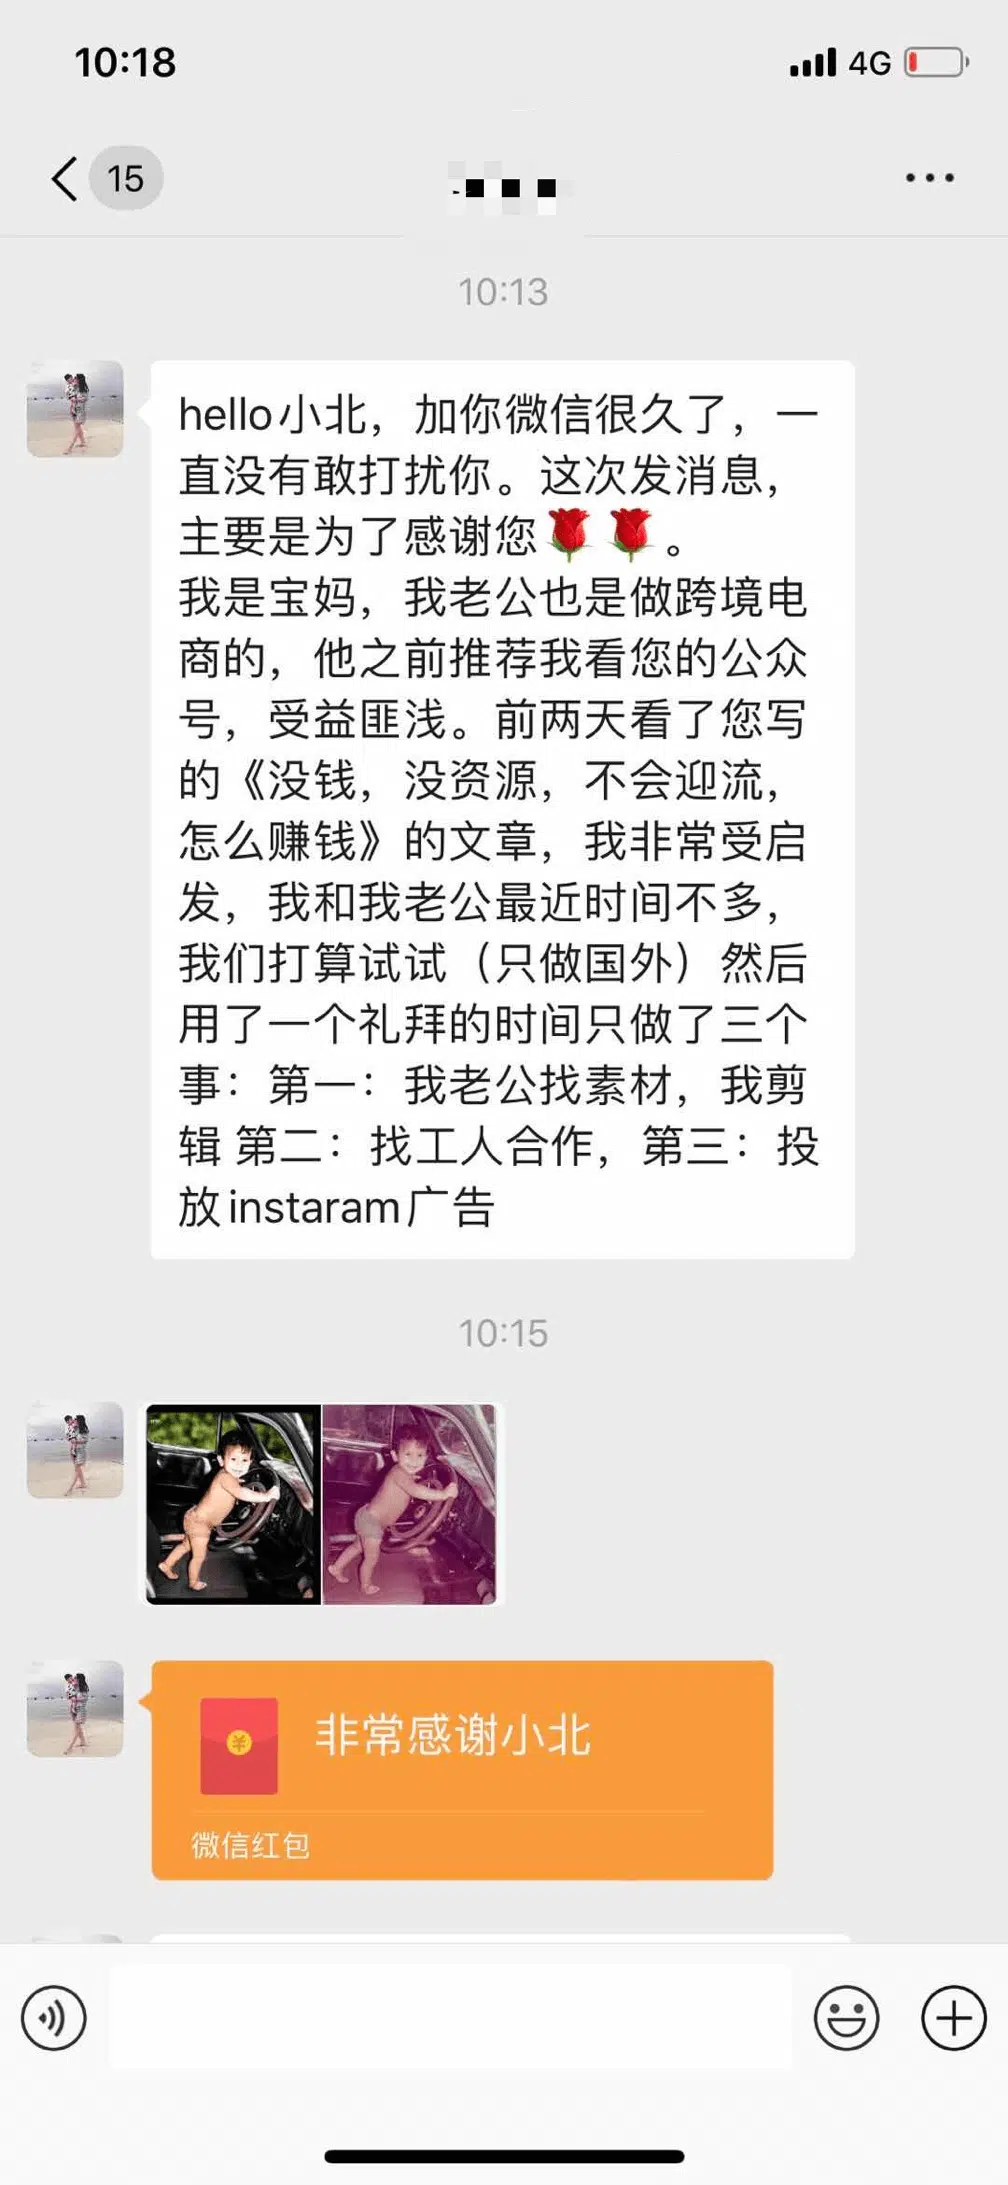 10:18
4G
15
10:13
hello小北，加你微信很久了，一
直没有敢打扰你。这次发消息，
主要是为了感谢您🌹🌹。
我是宝妈，我老公也是做跨境电
商的，他之前推荐我看您的公众
号，受益匪浅。前两天看了您写
的《没钱，没资源，不会迎流，
怎么赚钱》的文章，我非常受启
发，我和我老公最近时间不多，
我们打算试试（只做国外）然后
用了一个礼拜的时间只做了三个
事：第一：我老公找素材，我剪
辑 第二：找工人合作，第三：投
放instaram广告
10:15
¥
非常感谢小北
微信红包